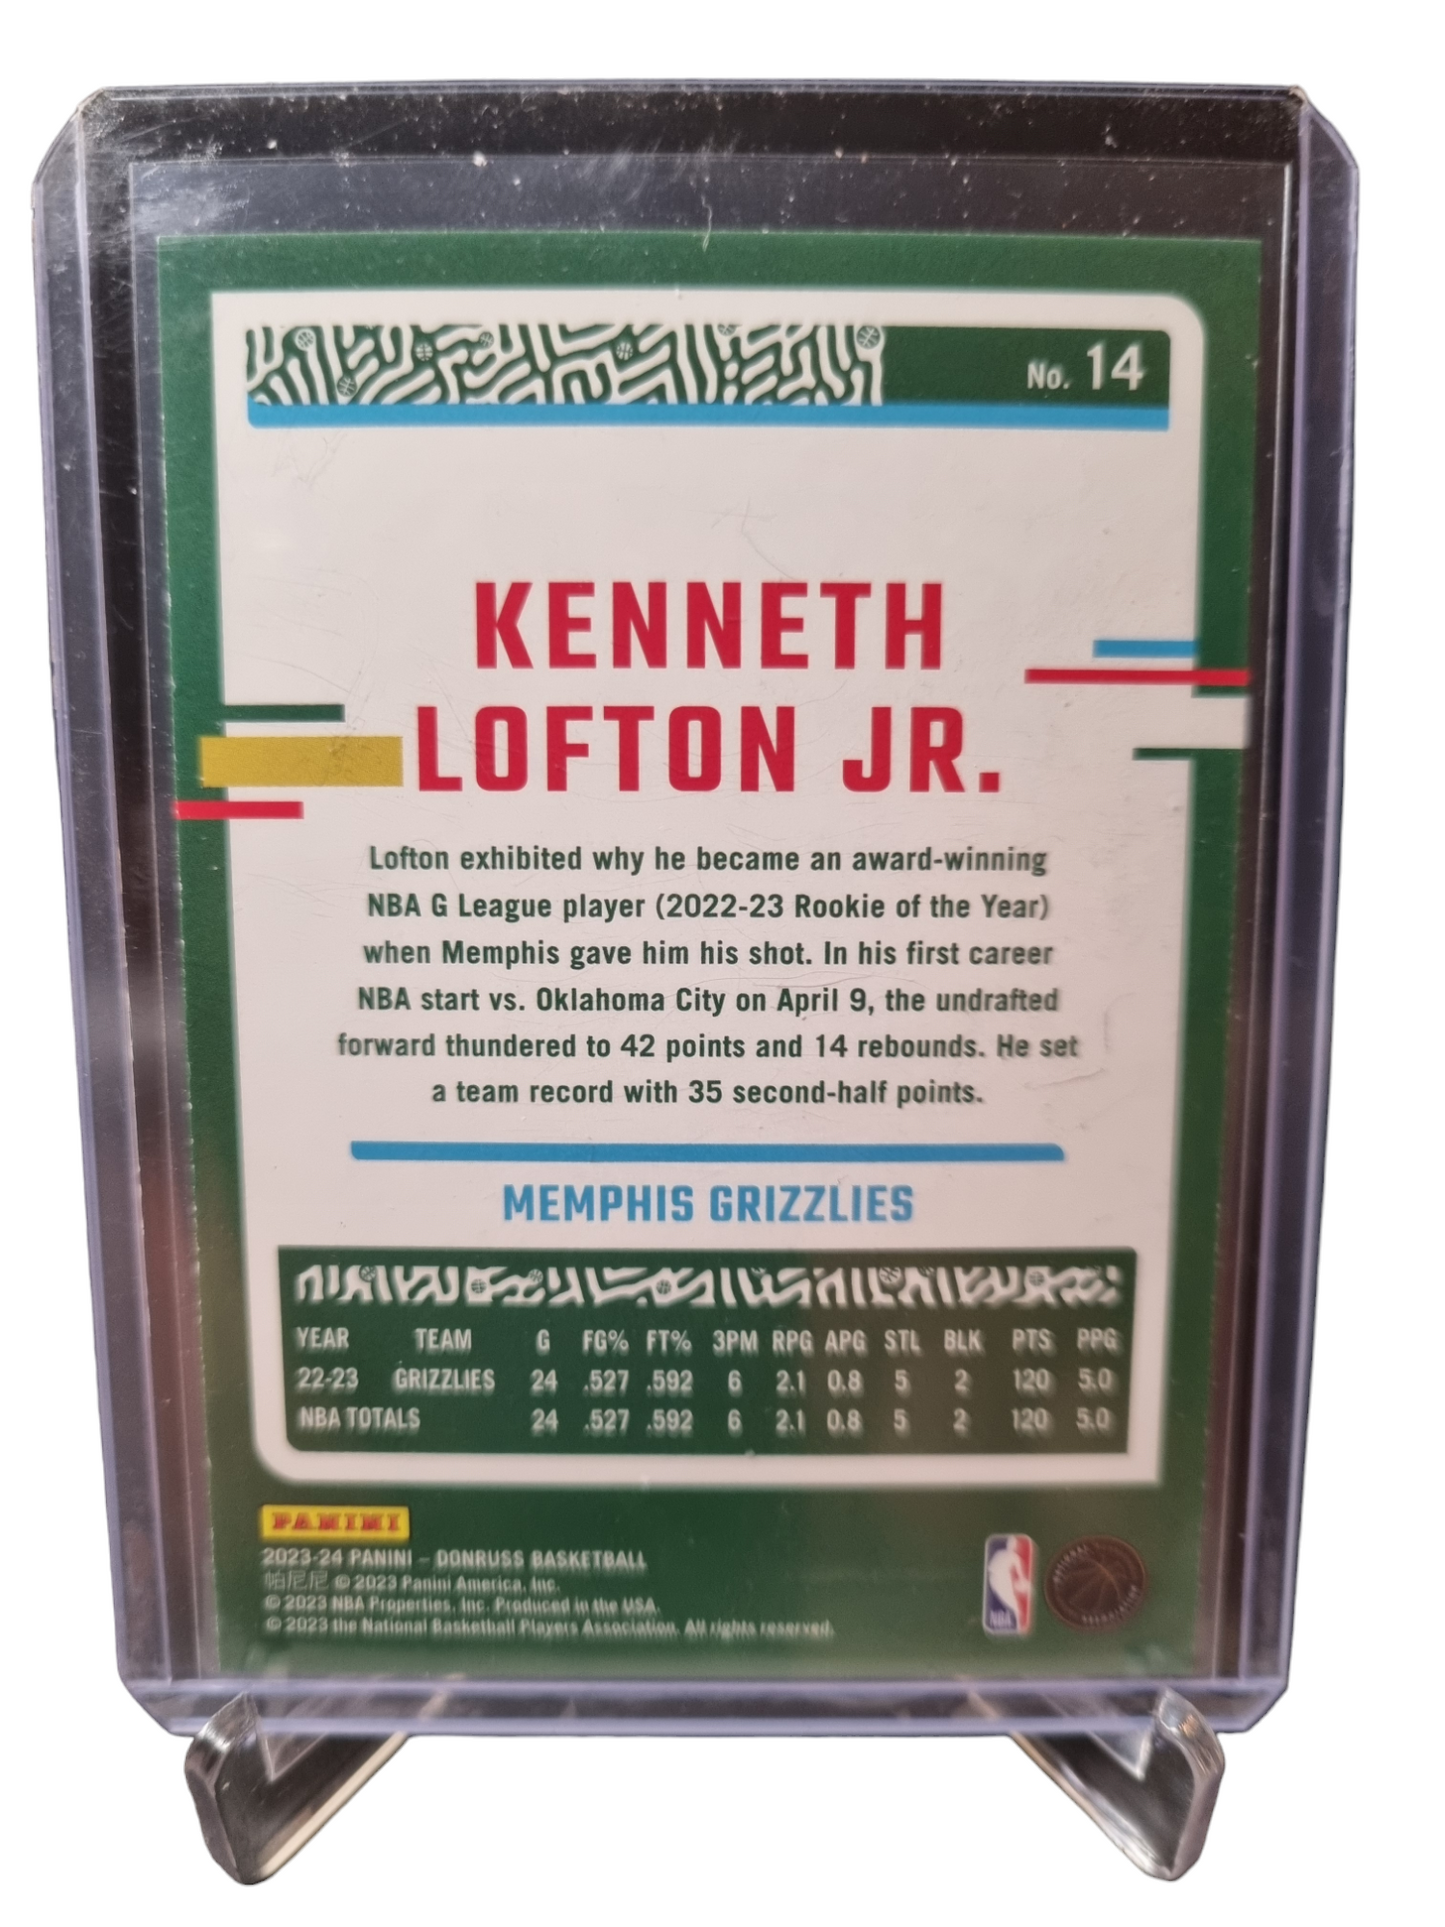 No. 14
KENNETH
LOFTON JR.
Lofton exhibited why he became an award-winning
NBA G League player (2022-23 Rookie of the Year)
when Memphis gave him his shot. In his first career
NBA start vs. Oklahoma City on April 9, the undrafted
forward thundered to 42 points and 14 rebounds. He set
a team record with 35 second-half points.
MEMPHIS GRIZZLIES
YEAR TEAM G FG% FT% 3PM RPG APG STL BLK PTS PPG
22-23 GRIZZLIES 24 .527 .592 6 2.1 0.8 5 2 120 5.0
NBA TOTALS 24 .527 .592 6 2.1 0.8 5 2 120 5.0
PANINI
2023-24 PANINI – DONRUSS BASKETBALL
帕尼尼 © 2023 Panini America, Inc.
© 2023 NBA Properties, Inc. Produced in the USA.
© 2023 the National Basketball Players Association. All rights reserved.
NBA